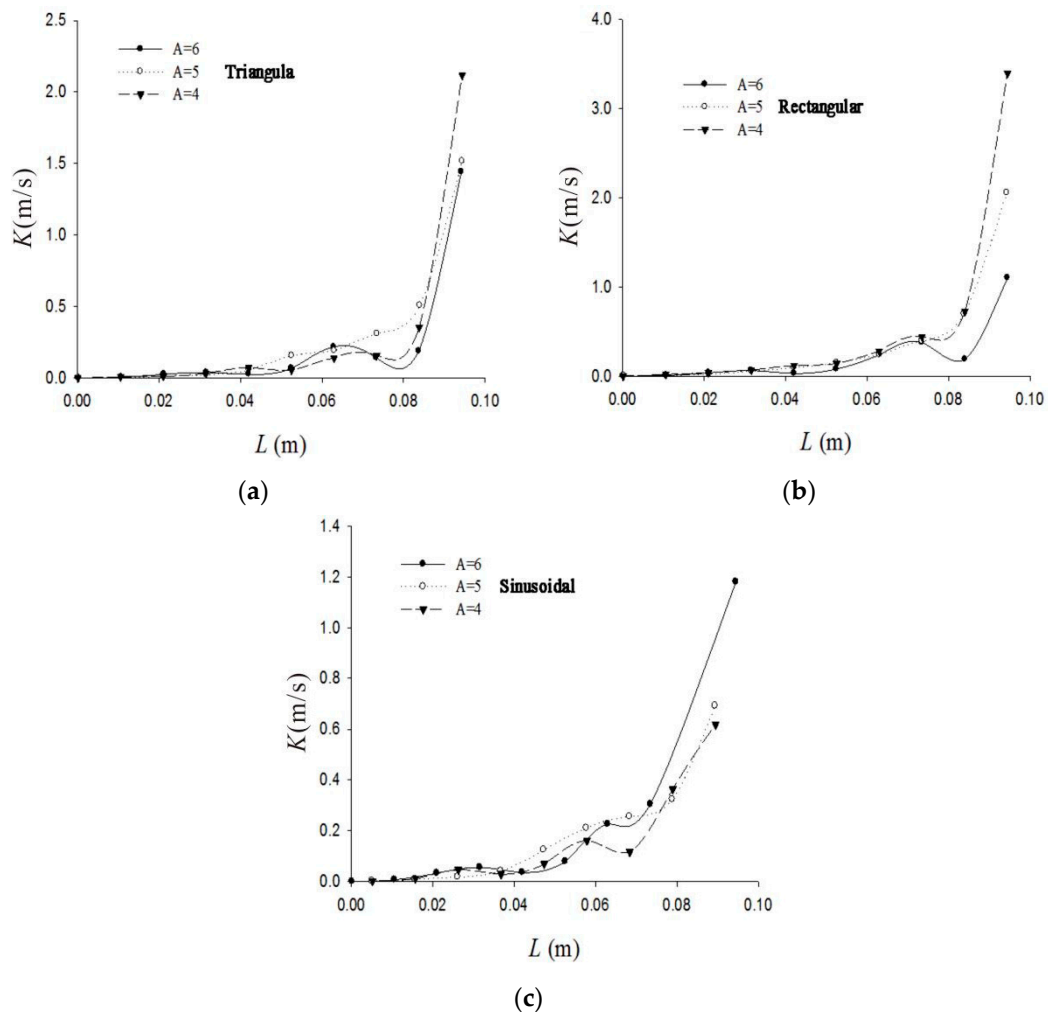 2.5
2.0
1.5
1.0
0.5
0.0
K(m/s)
A=6
A=5 Triangula
A=4
0.00 0.02 0.04 0.06 0.08 0.10
L (m)
(a)
4.0
3.0
2.0
1.0
0.0
K(m/s)
A=6
A=5 Rectangular
A=4
0.00 0.02 0.04 0.06 0.08 0.10
L (m)
(b)
1.4
1.2
1.0
0.8
0.6
0.4
0.2
0.0
K(m/s)
A=6
A=5 Sinusoidal
A=4
0.00 0.02 0.04 0.06 0.08 0.10
L (m)
(c)